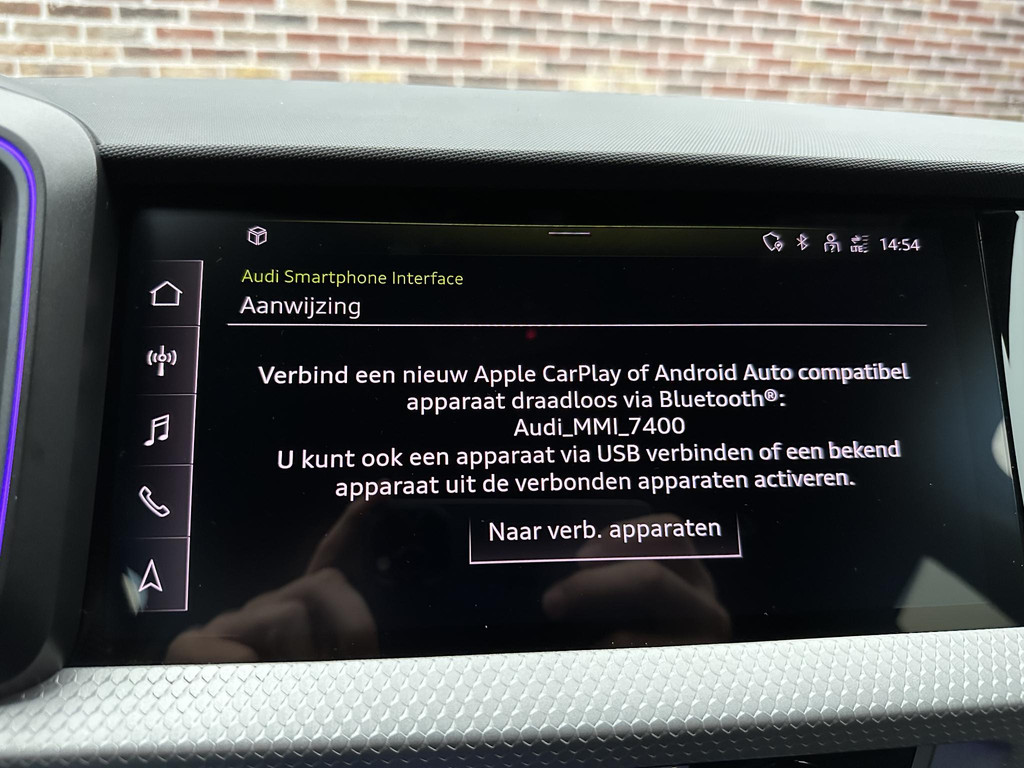 LTE
14:54
Audi Smartphone Interface
Aanwijzing
Verbind een nieuw Apple CarPlay of Android Auto compatibel
apparaat draadloos via Bluetooth®:
Audi_MMI_7400
U kunt ook een apparaat via USB verbinden of een bekend
apparaat uit de verbonden apparaten activeren.
Naar verb. apparaten